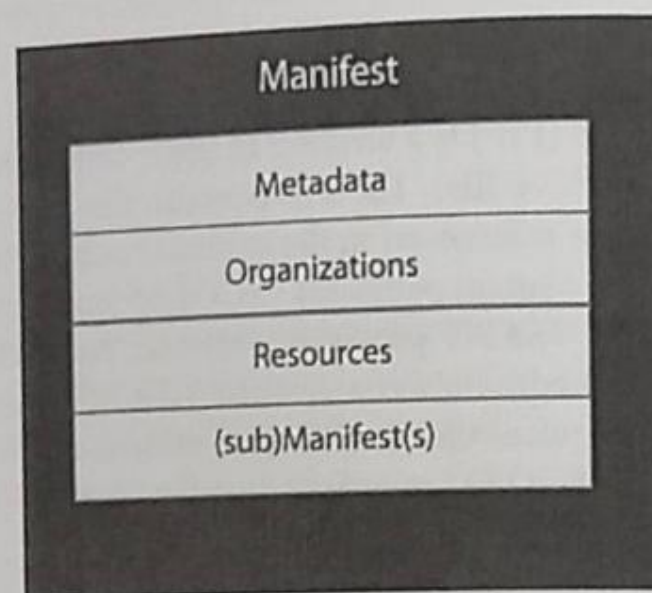 Manifest
Metadata
Organizations
Resources
(sub)Manifest(s)